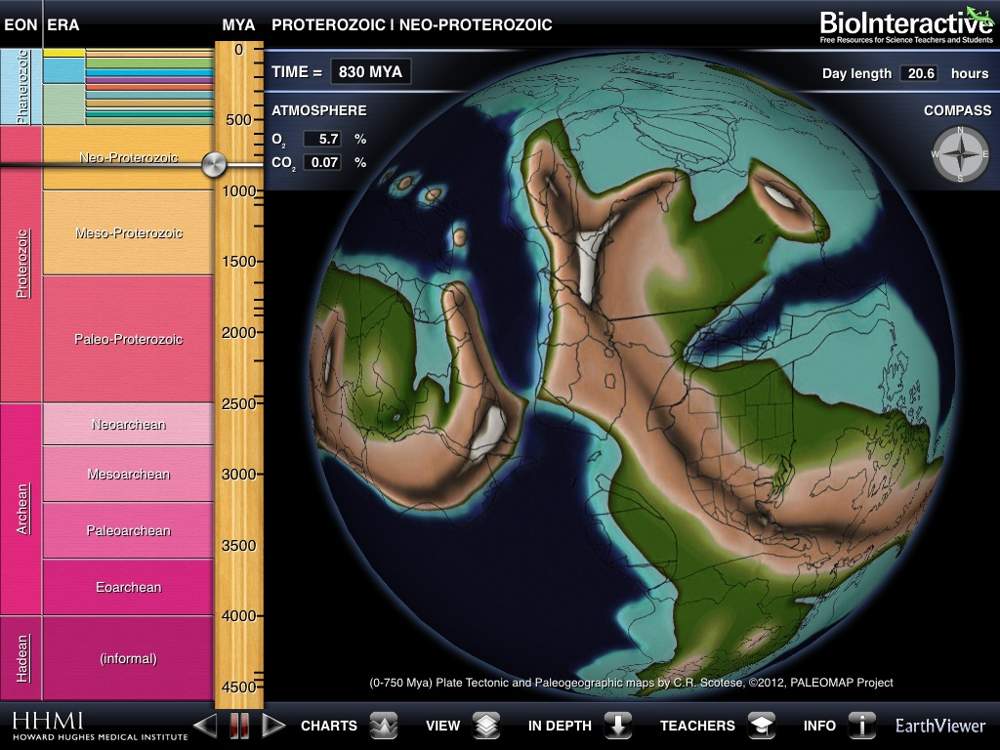 EON ERA MYA PROTEROZOIC | NEO-PROTEROZOIC
BioInteractive
Free Resources for Science Teachers and Students
TIME = 830 MYA
Day length 20.6 hours
ATMOSPHERE
O2 5.7 %
CO2 0.07 %
COMPASS
N
W E
S
Phanerozoic
Proterozoic
Archean
Hadean
Neo-Proterozoic
Meso-Proterozoic
Paleo-Proterozoic
Neoarchean
Mesoarchean
Paleoarchean
Eoarchean
(informal)
0
500
1000
1500
2000
2500
3000
3500
4000
4500
(0-750 Mya) Plate Tectonic and Paleogeographic maps by C.R. Scotese, ©2012, PALEOMAP Project
HHMI
HOWARD HUGHES MEDICAL INSTITUTE
CHARTS VIEW IN DEPTH TEACHERS INFO i EarthViewer